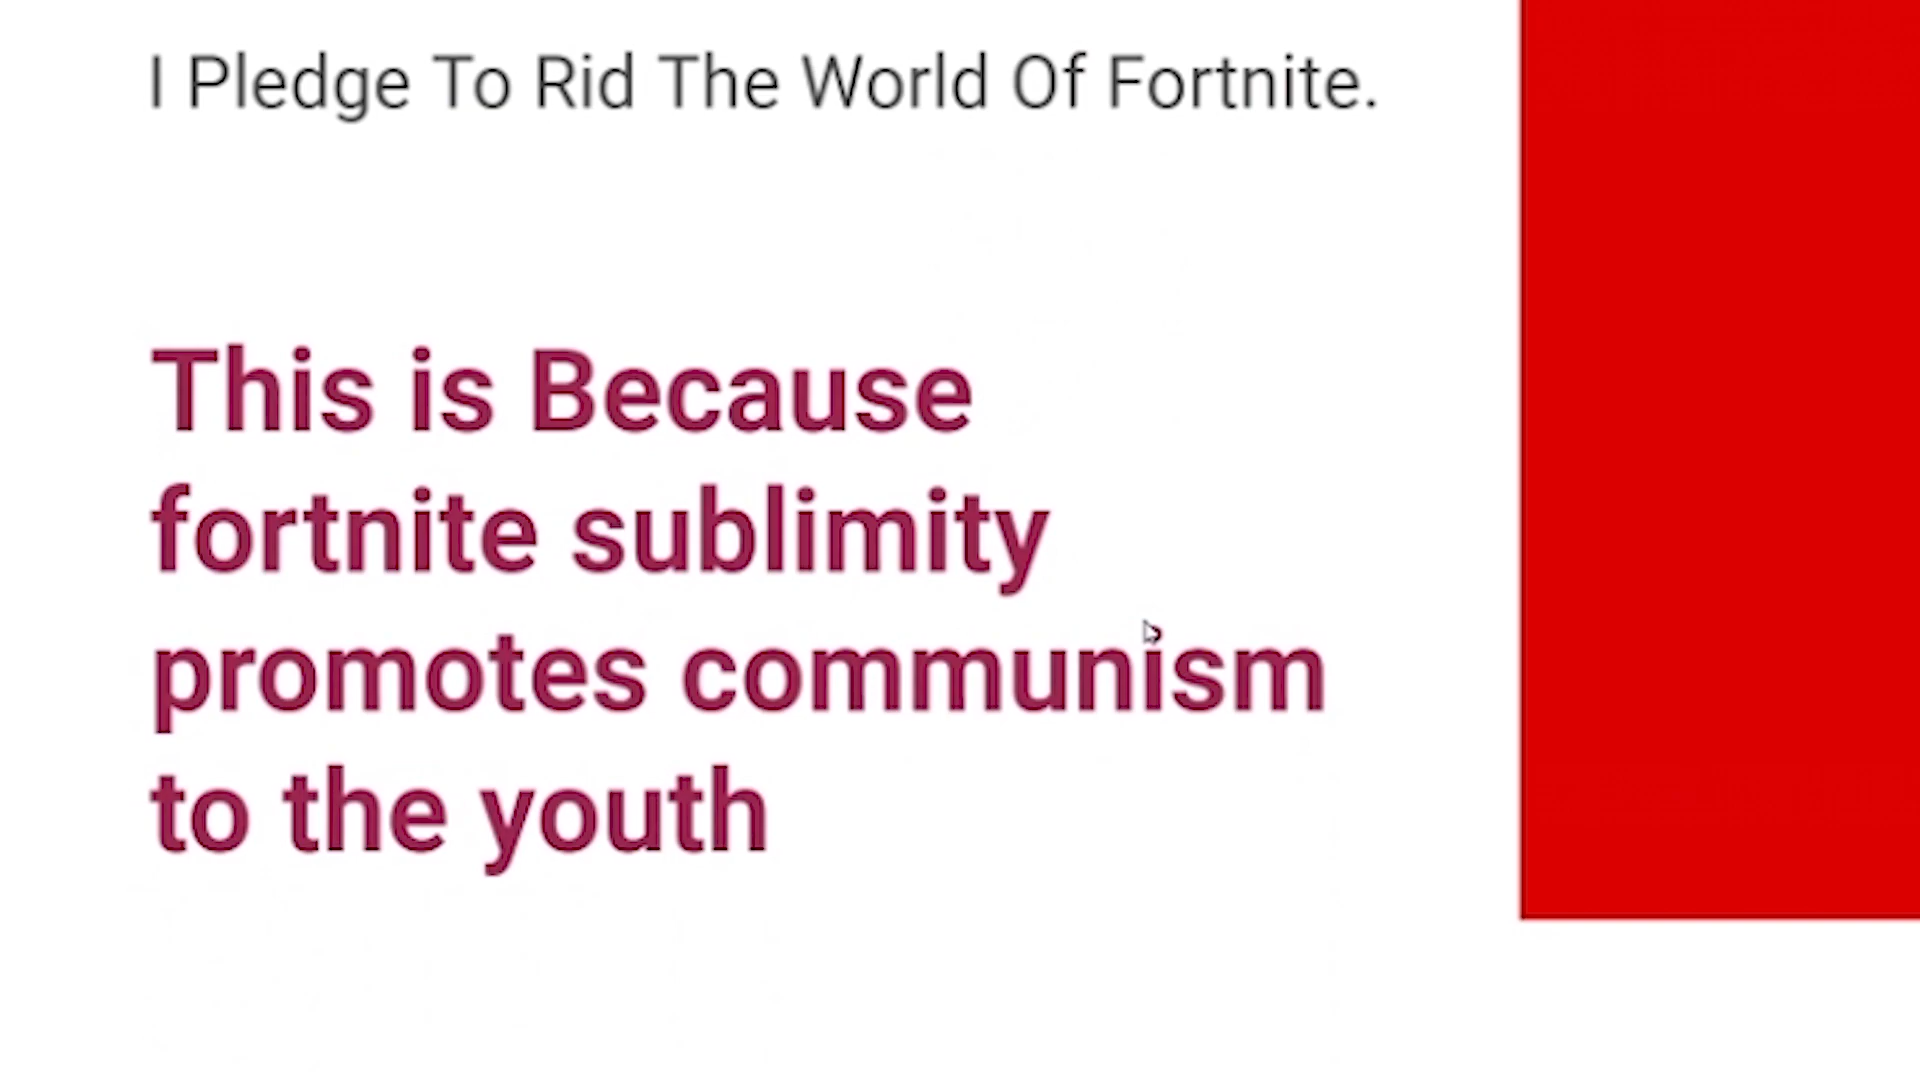 I Pledge To Rid The World Of Fortnite.
This is Because
fortnite sublimity
promotes communism
to the youth